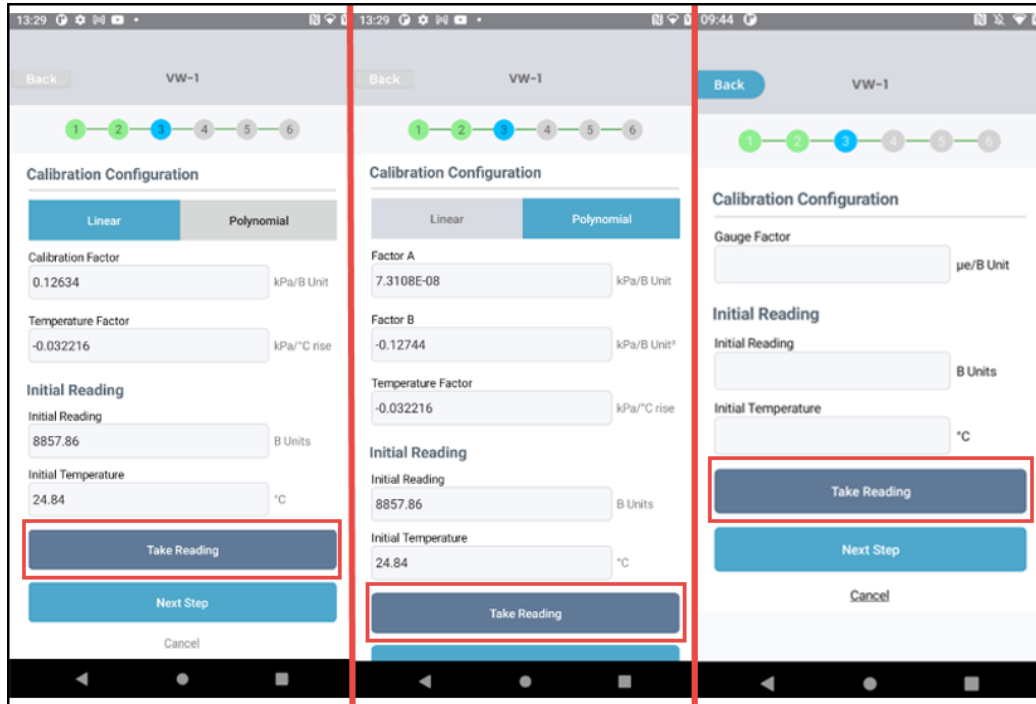 13:29
Back
VW-1
1 2 3 4 5 6
Calibration Configuration
Linear Polynomial
Calibration Factor
0.12634 kPa/B Unit
Temperature Factor
-0.032216 kPa/°C rise
Initial Reading
Initial Reading
8857.86 B Units
Initial Temperature
24.84 °C
Take Reading
Next Step
Cancel
13:29
Back
VW-1
1 2 3 4 5 6
Calibration Configuration
Linear Polynomial
Factor A
7.3108E-08 kPa/B Unit
Factor B
-0.12744 kPa/B Unit²
Temperature Factor
-0.032216 kPa/°C rise
Initial Reading
Initial Reading
8857.86 B Units
Initial Temperature
24.84 °C
Take Reading
09:44
Back
VW-1
1 2 3 4 5 6
Calibration Configuration
Gauge Factor
µe/B Unit
Initial Reading
Initial Reading
B Units
Initial Temperature
°C
Take Reading
Next Step
Cancel